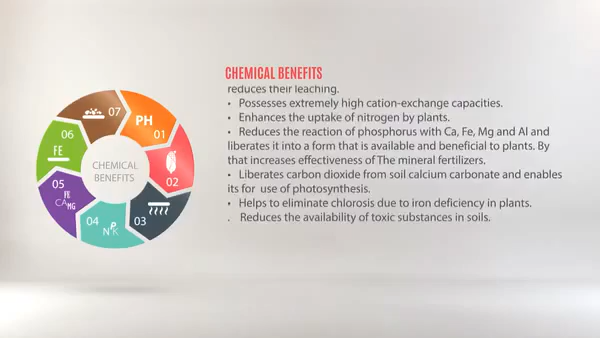 CHEMICAL BENEFITS
reduces their leaching.
• Possesses extremely high cation-exchange capacities.
• Enhances the uptake of nitrogen by plants.
• Reduces the reaction of phosphorus with Ca, Fe, Mg and Al and
liberates it into a form that is available and beneficial to plants. By
that increases effectiveness of The mineral fertilizers.
• Liberates carbon dioxide from soil calcium carbonate and enables
its for use of photosynthesis.
• Helps to eliminate chlorosis due to iron deficiency in plants.
. Reduces the availability of toxic substances in soils.
PH
01
02
03
04
N P K
05
FE
CA MG
06
FE
07
CHEMICAL
BENEFITS